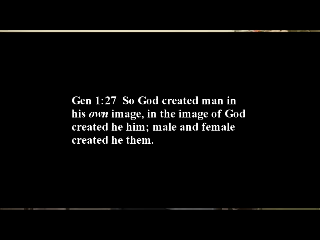 Gen 1:27  So God created man in
his own image, in the image of God
created he him; male and female
created he them.